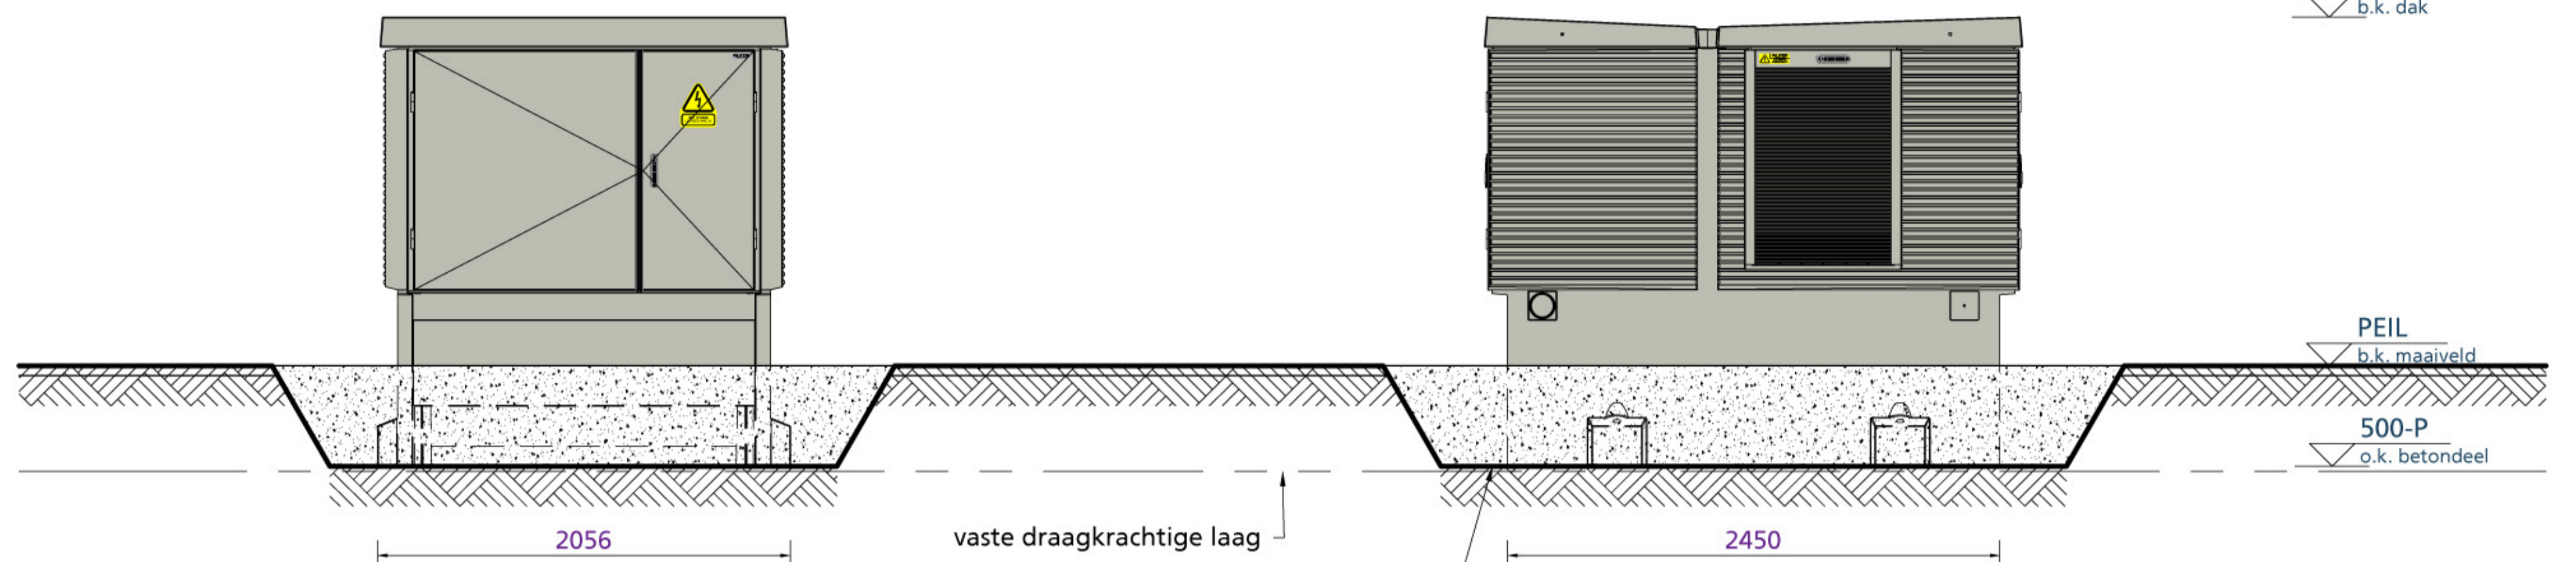 b.k. dak
PEIL
b.k. maaiveld
500-P
o.k. betondeel
vaste draagkrachtige laag
2056
2450